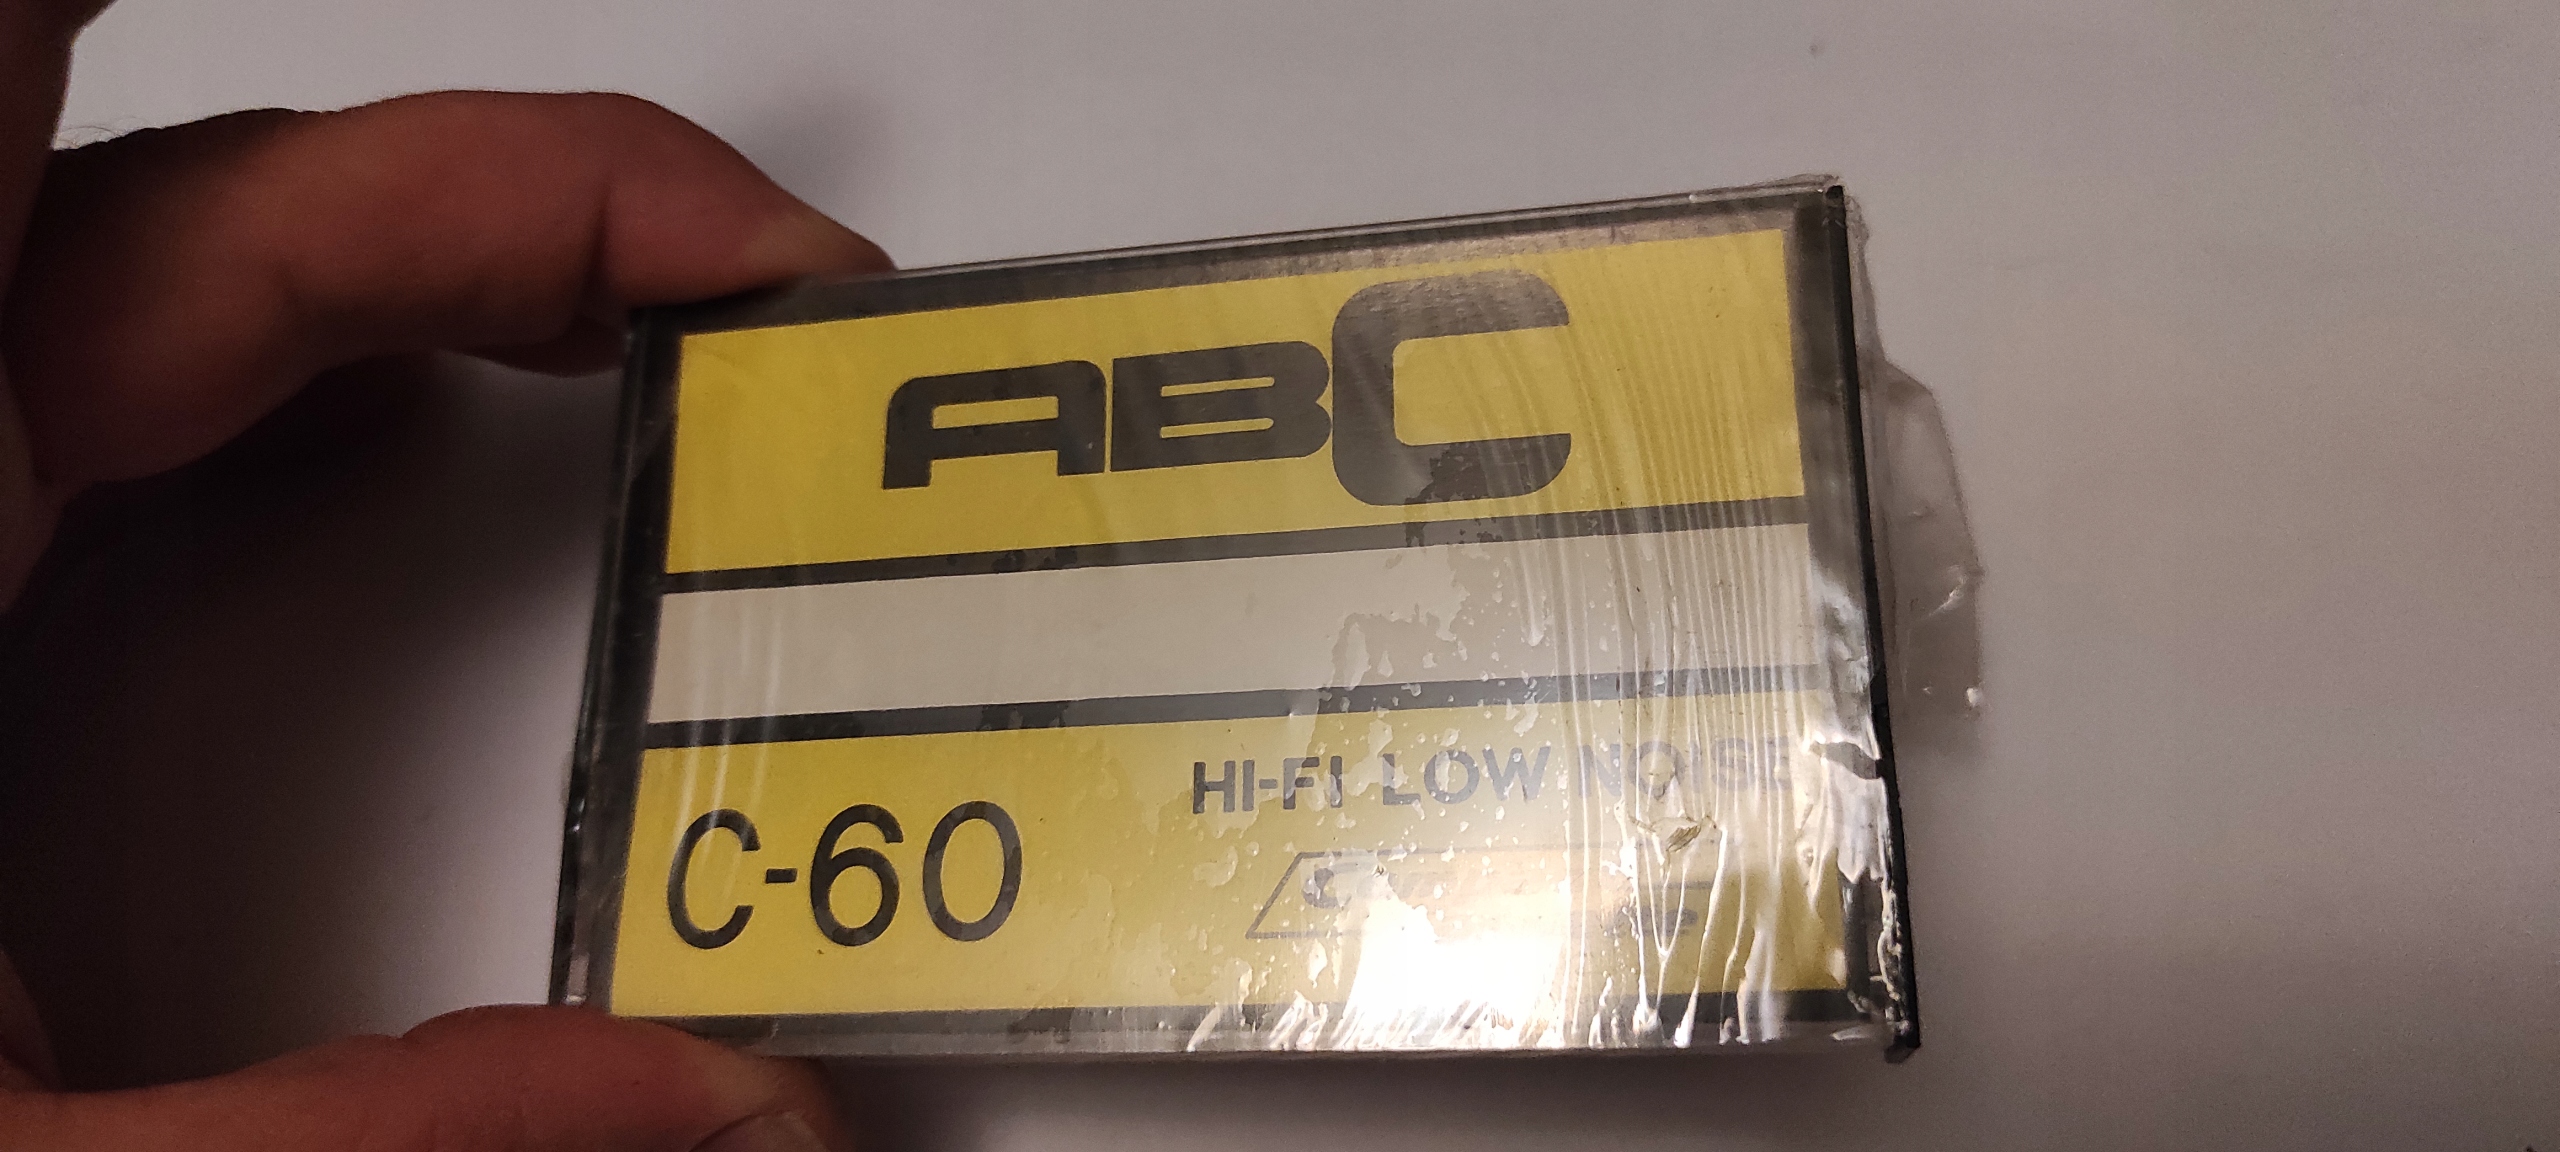 ABC
HI-FI LOW NOISE
C-60